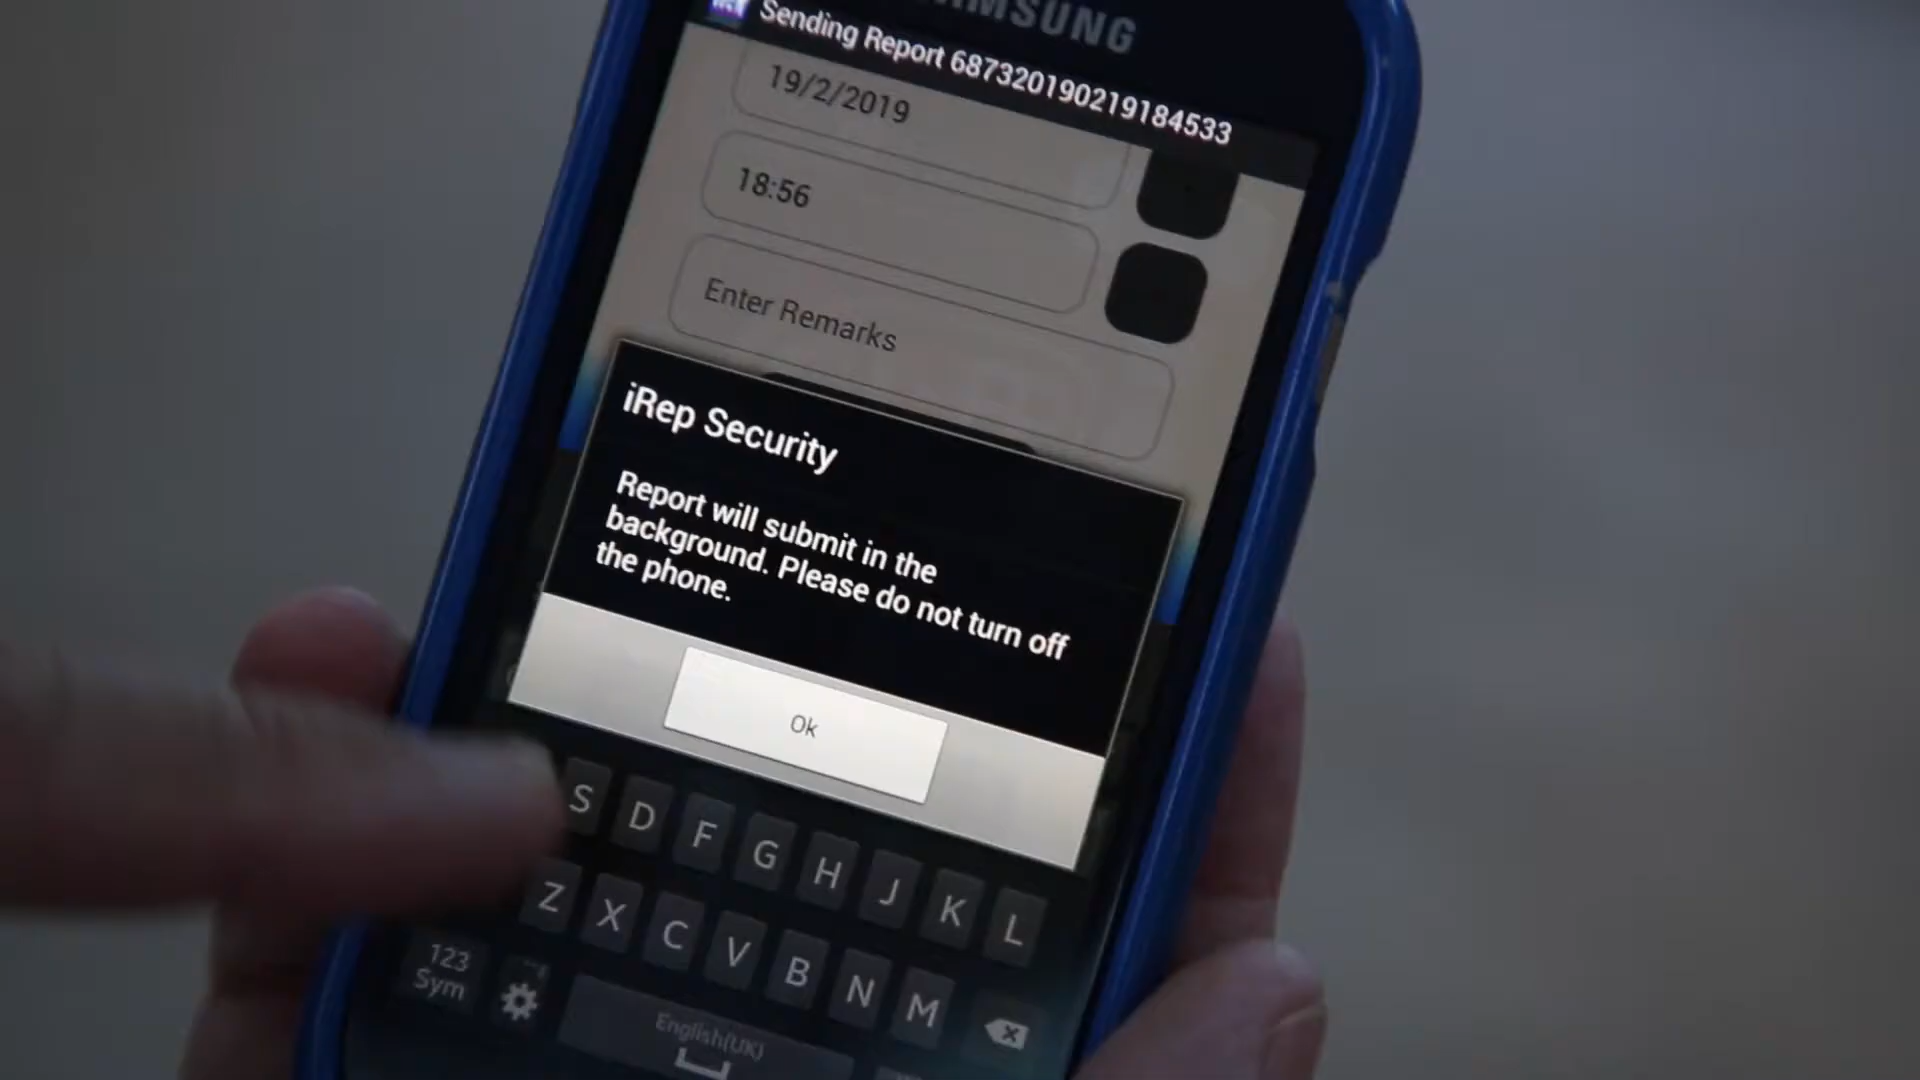 SAMSUNG
Sending Report 687320190219184533
19/2/2019
18:56
Enter Remarks
iRep Security
Report will submit in the
background. Please do not turn off
the phone.
Ok
S D F G H J K L
Z X C V B N M
123
Sym
English(UK)